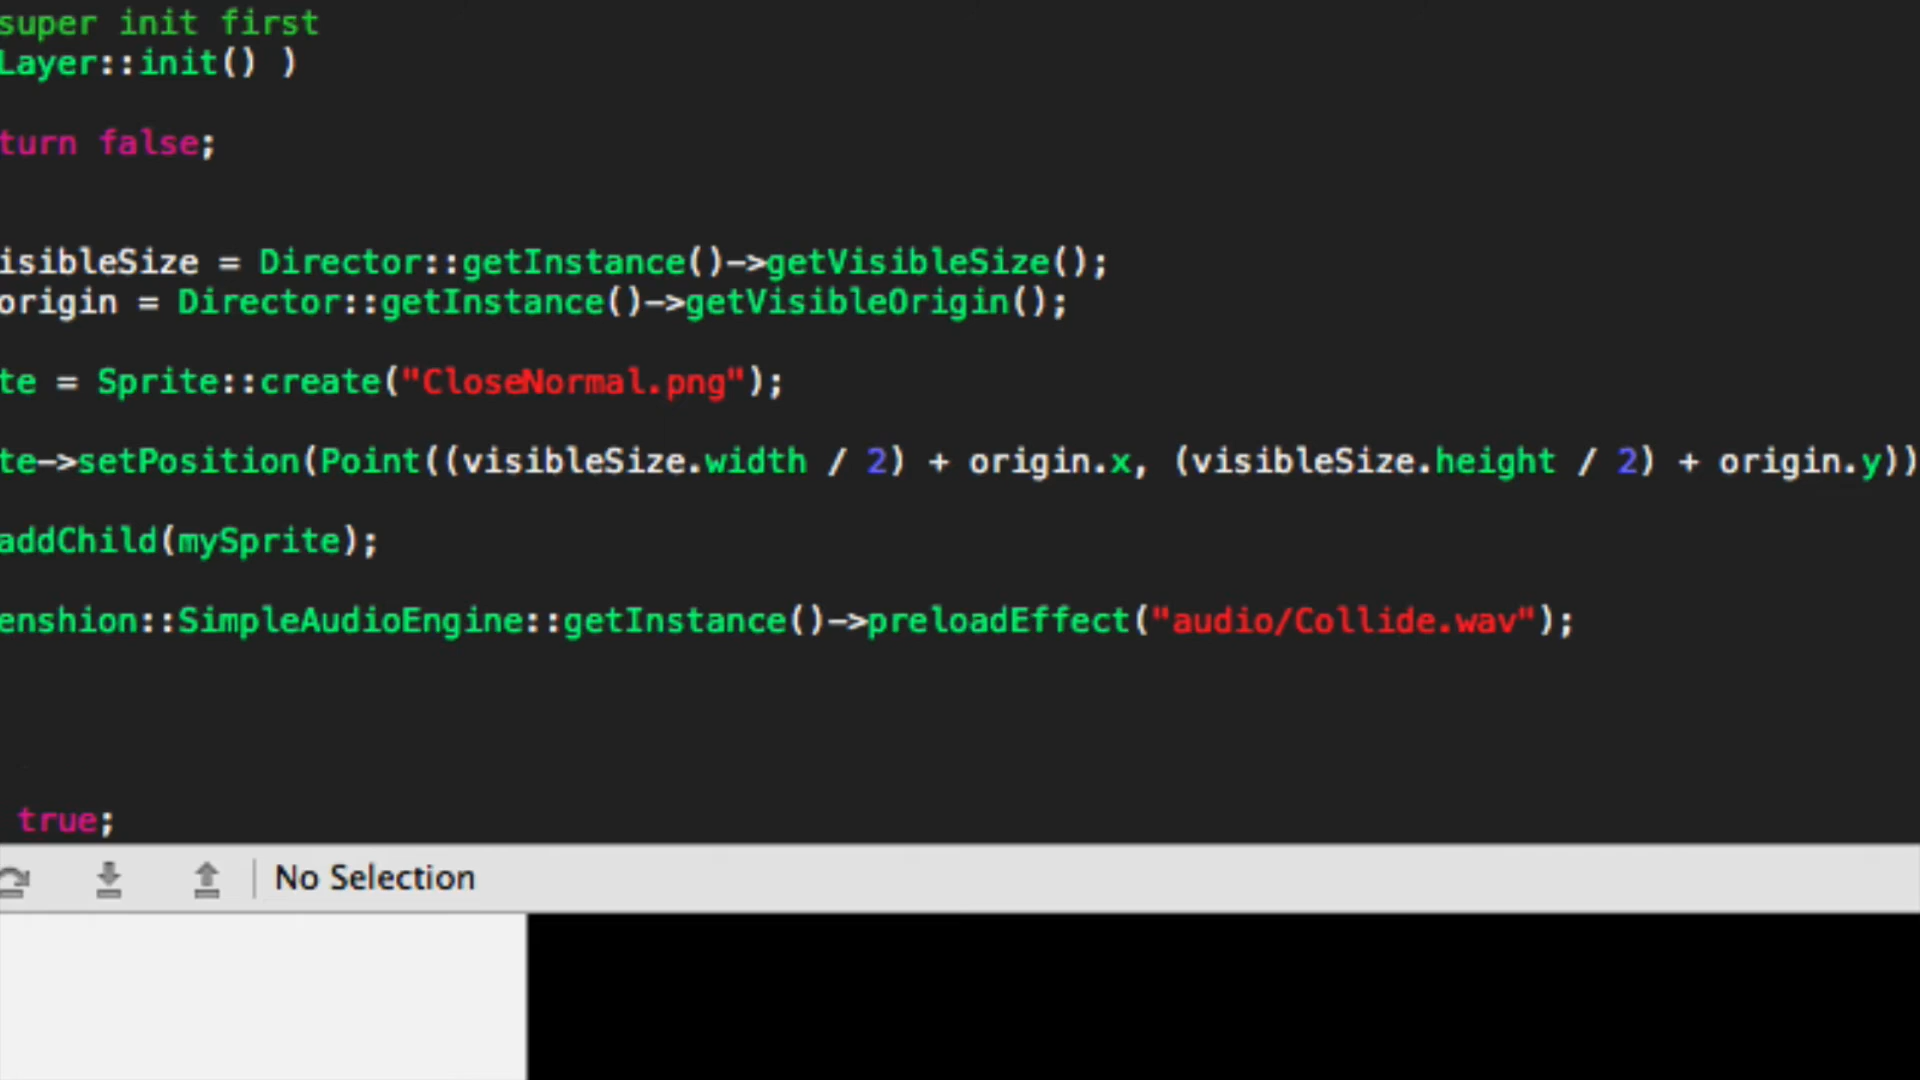 super init first
Layer::init() )
turn false;
isibleSize = Director::getInstance()->getVisibleSize();
origin = Director::getInstance()->getVisibleOrigin();
te = Sprite::create("CloseNormal.png");
te->setPosition(Point((visibleSize.width / 2) + origin.x, (visibleSize.height / 2) + origin.y))
addChild(mySprite);
enshion::SimpleAudioEngine::getInstance()->preloadEffect("audio/Collide.wav");
true;
No Selection